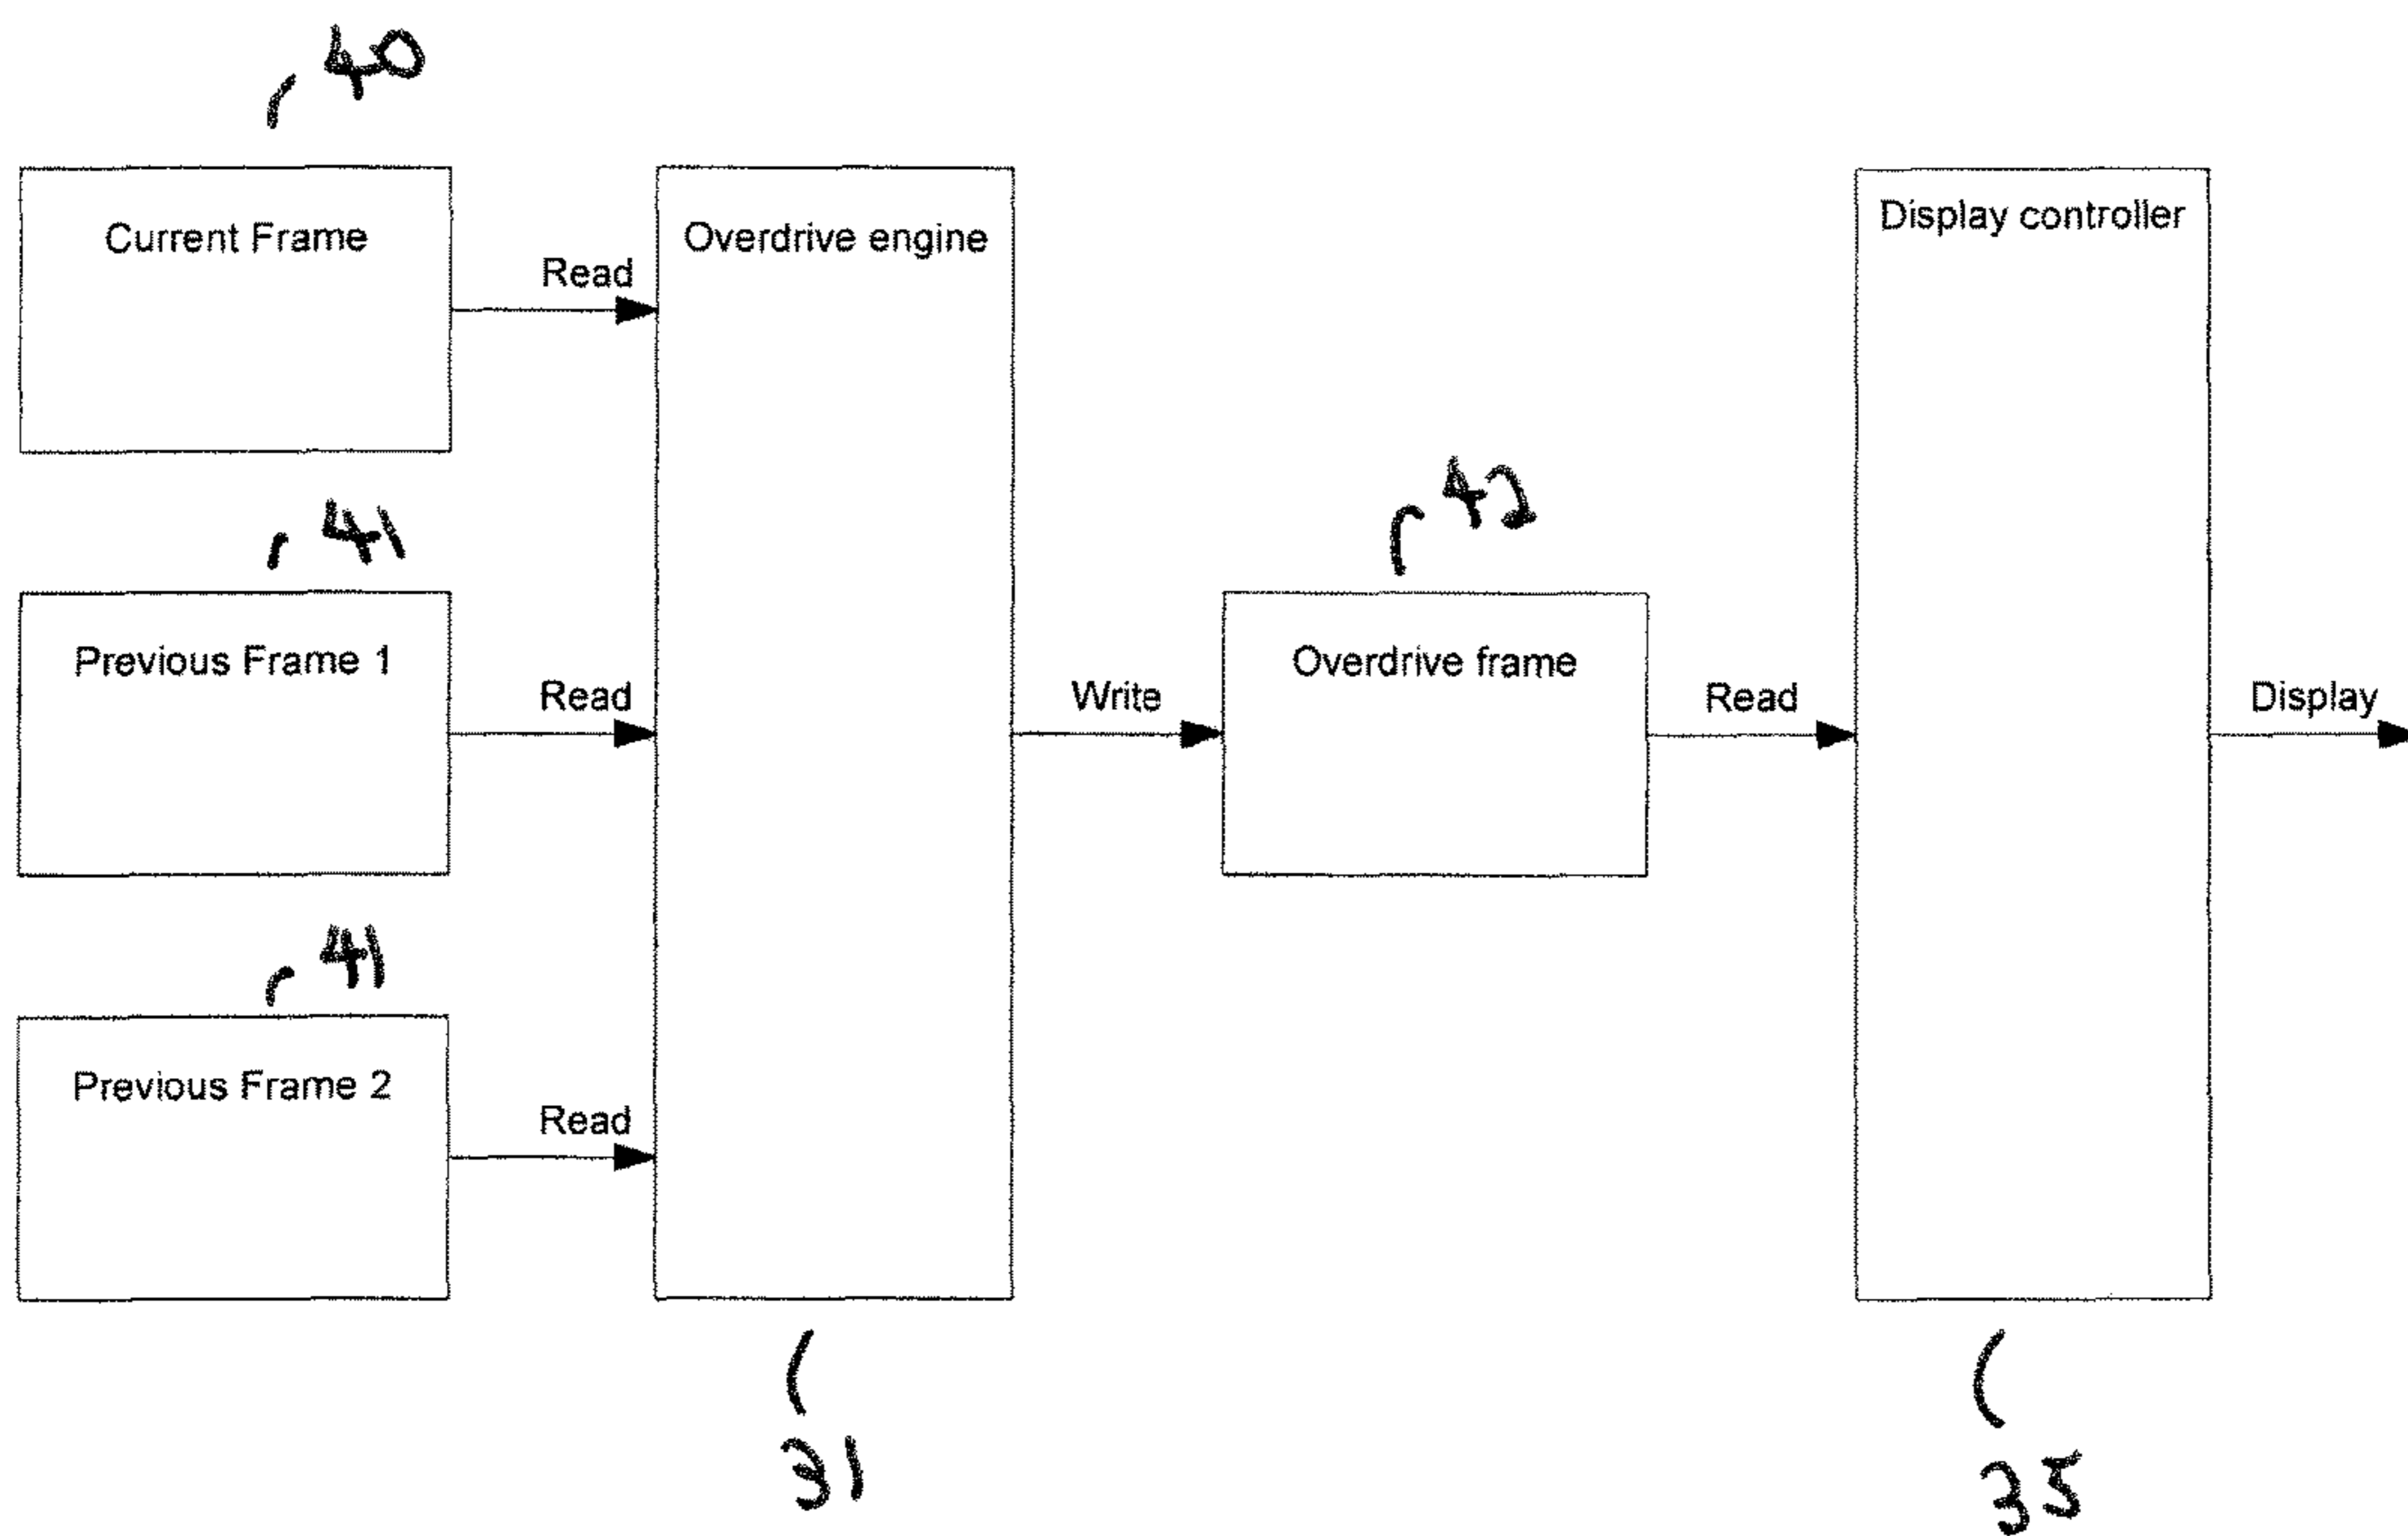 40
Current Frame
Read
Overdrive engine
Display controller
41
Previous Frame 1
Read
Write
42
Overdrive frame
Read
Display
41
Previous Frame 2
Read
31
35